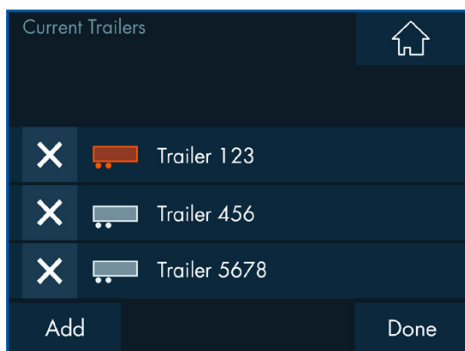 Current Trailers
Trailer 123
Trailer 456
Trailer 5678
Add
Done